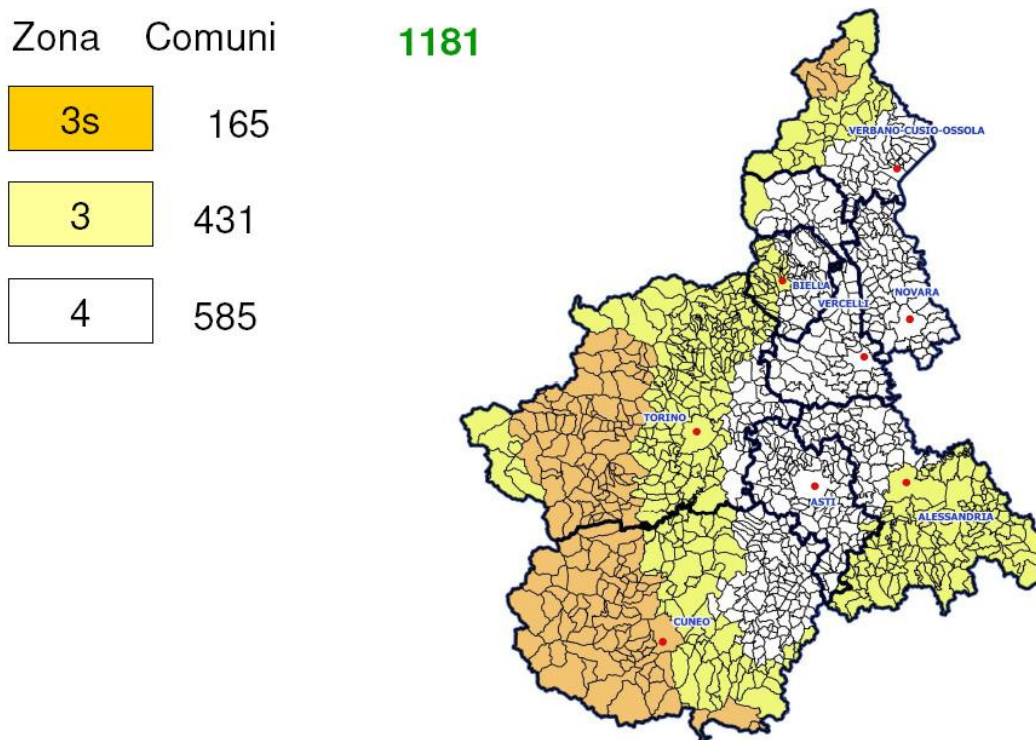 Zona Comuni 1181
3s 165
3 431
4 585
VERBANO-CUSIO-OSSOLA
BIELLA
NOVARA
VERCELLI
TORINO
ASTI
ALESSANDRIA
CUNEO